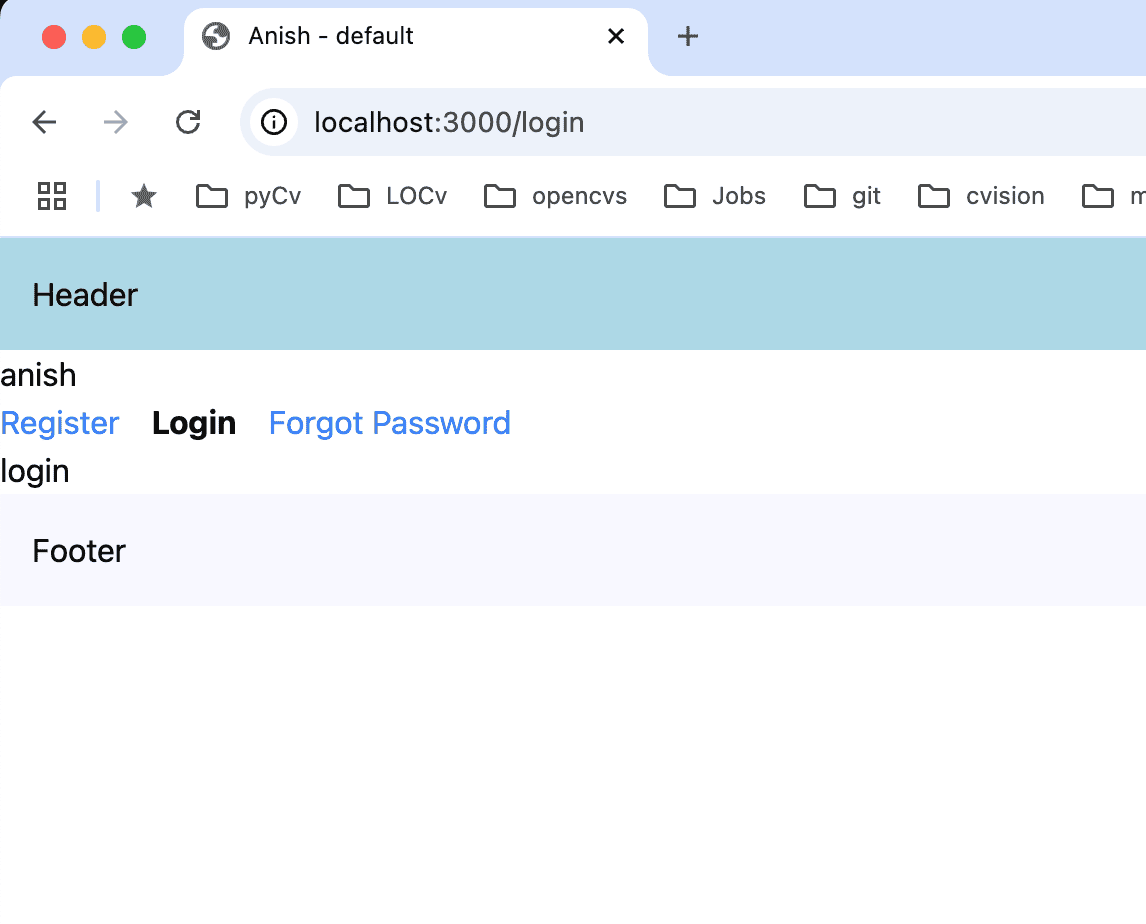 Anish - default
localhost:3000/login
pyCv LOCv opencvs Jobs git cvision
Header
anish
Register Login Forgot Password
login
Footer